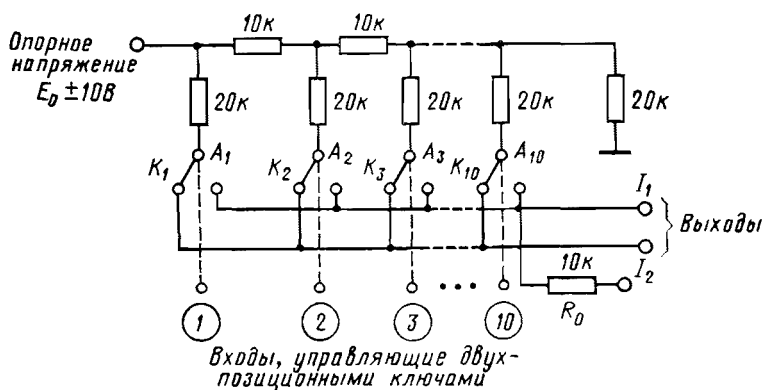 10к 10к
Опорное
напряжение
E₀ ±10В
20к 20к 20к 20к 20к
K₁ A₁ K₂ A₂ K₃ A₃ K₁₀ A₁₀
I₁
Выходы
I₂
10к
R₀
1 2 3 ••• 10
Входы, управляющие двух-
позиционными ключами